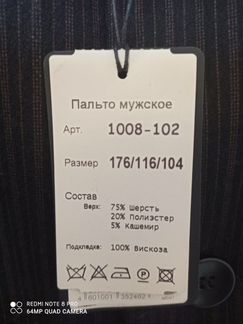 Пальто мужское
Арт. 1008-102
Размер 176/116/104
Состав
Верх: 75% Шерсть
20% Полиэстер
5% Кашемир
Подкладка: 100% Вискоза
REDMI NOTE 8 PRO
64MP QUAD CAMERA